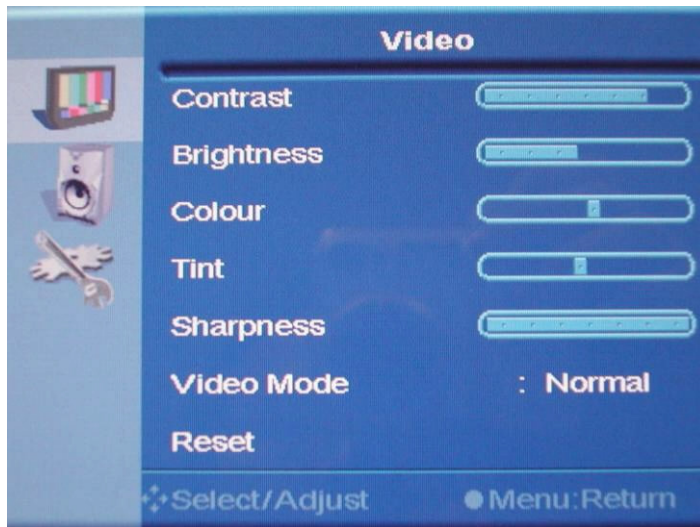 Video
Contrast
Brightness
Colour
Tint
Sharpness
Video Mode : Normal
Reset
Select/Adjust Menu:Return